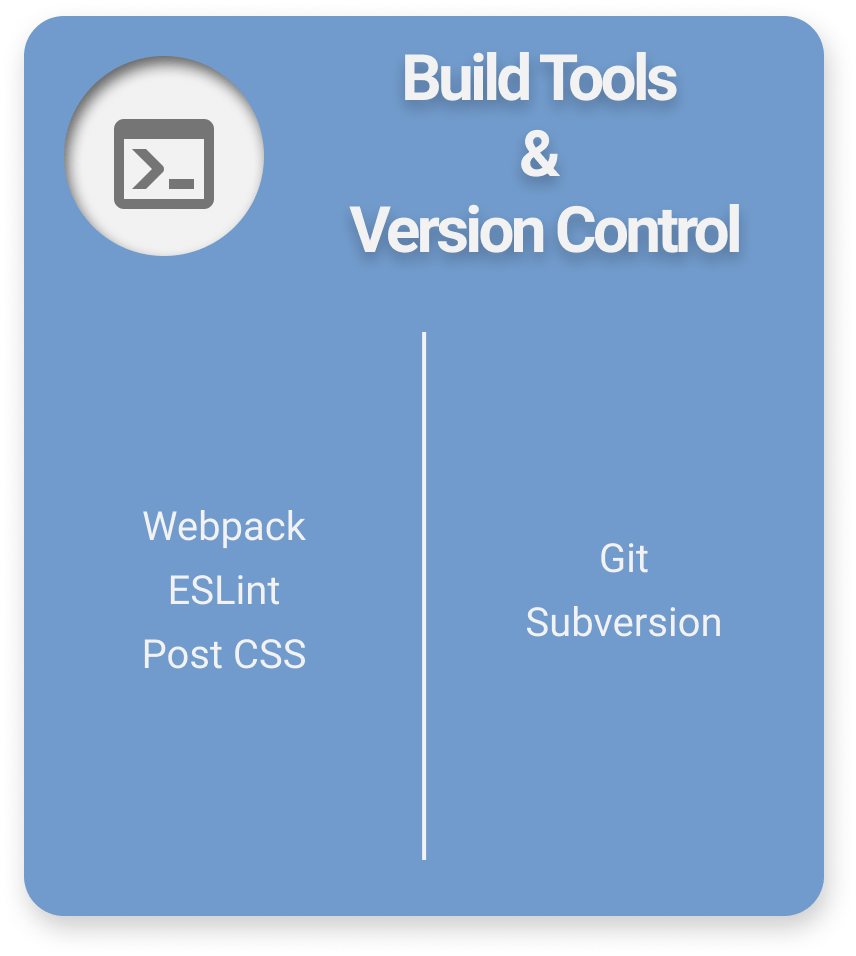 Build Tools
&
Version Control
Webpack
ESLint
Post CSS
Git
Subversion